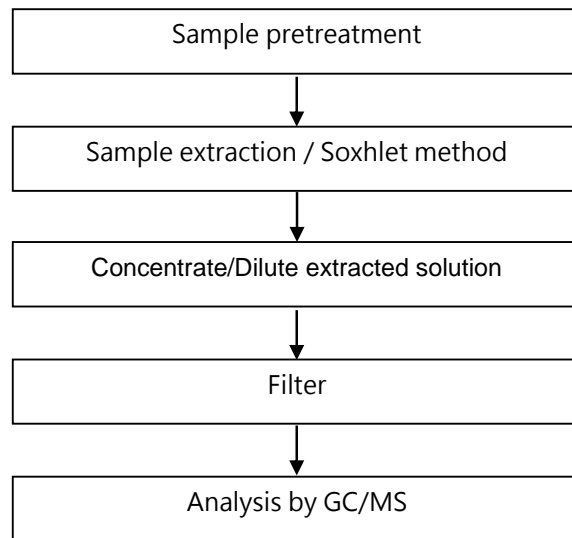 Sample pretreatment
Sample extraction / Soxhlet method
Concentrate/Dilute extracted solution
Filter
Analysis by GC/MS